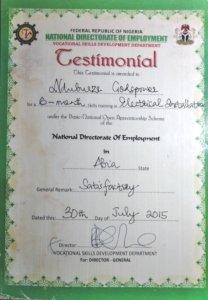 FEDERAL REPUBLIC OF NIGERIA
NATIONAL DIRECTORATE OF EMPLOYMENT
VOCATIONAL SKILLS DEVELOPMENT DEPARTMENT
Testimonial
This Testimonial is awarded to
Godspower
for a 6-month Skills training in Electrical Installation
under the Basic National Open Apprenticeship Scheme
of the
National Directorate Of Employment
in
Abia State
General Remark: Satisfactory
Dated this: 30th Day of July 2015
Director
VOCATIONAL SKILLS DEVELOPMENT DEPARTMENT
For: DIRECTOR - GENERAL